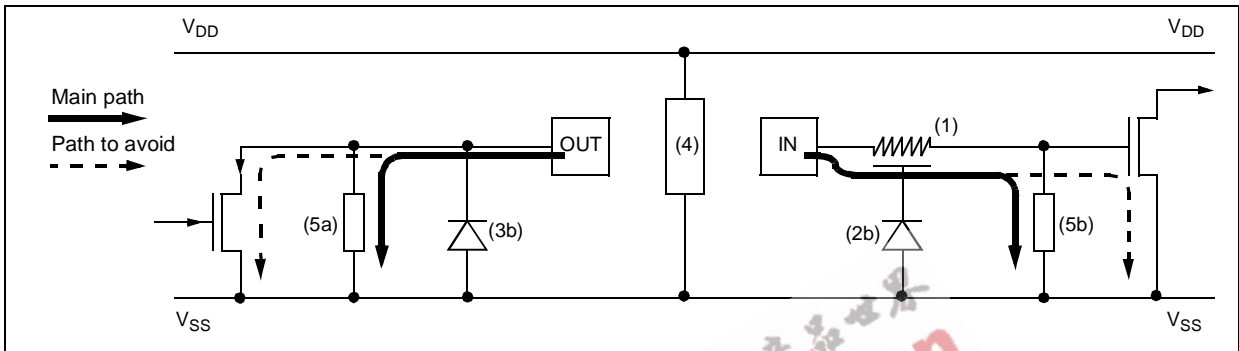 VDD
VDD
Main path
Path to avoid
OUT
(4)
IN
(1)
(5a)
(3b)
(2b)
(5b)
VSS
VSS